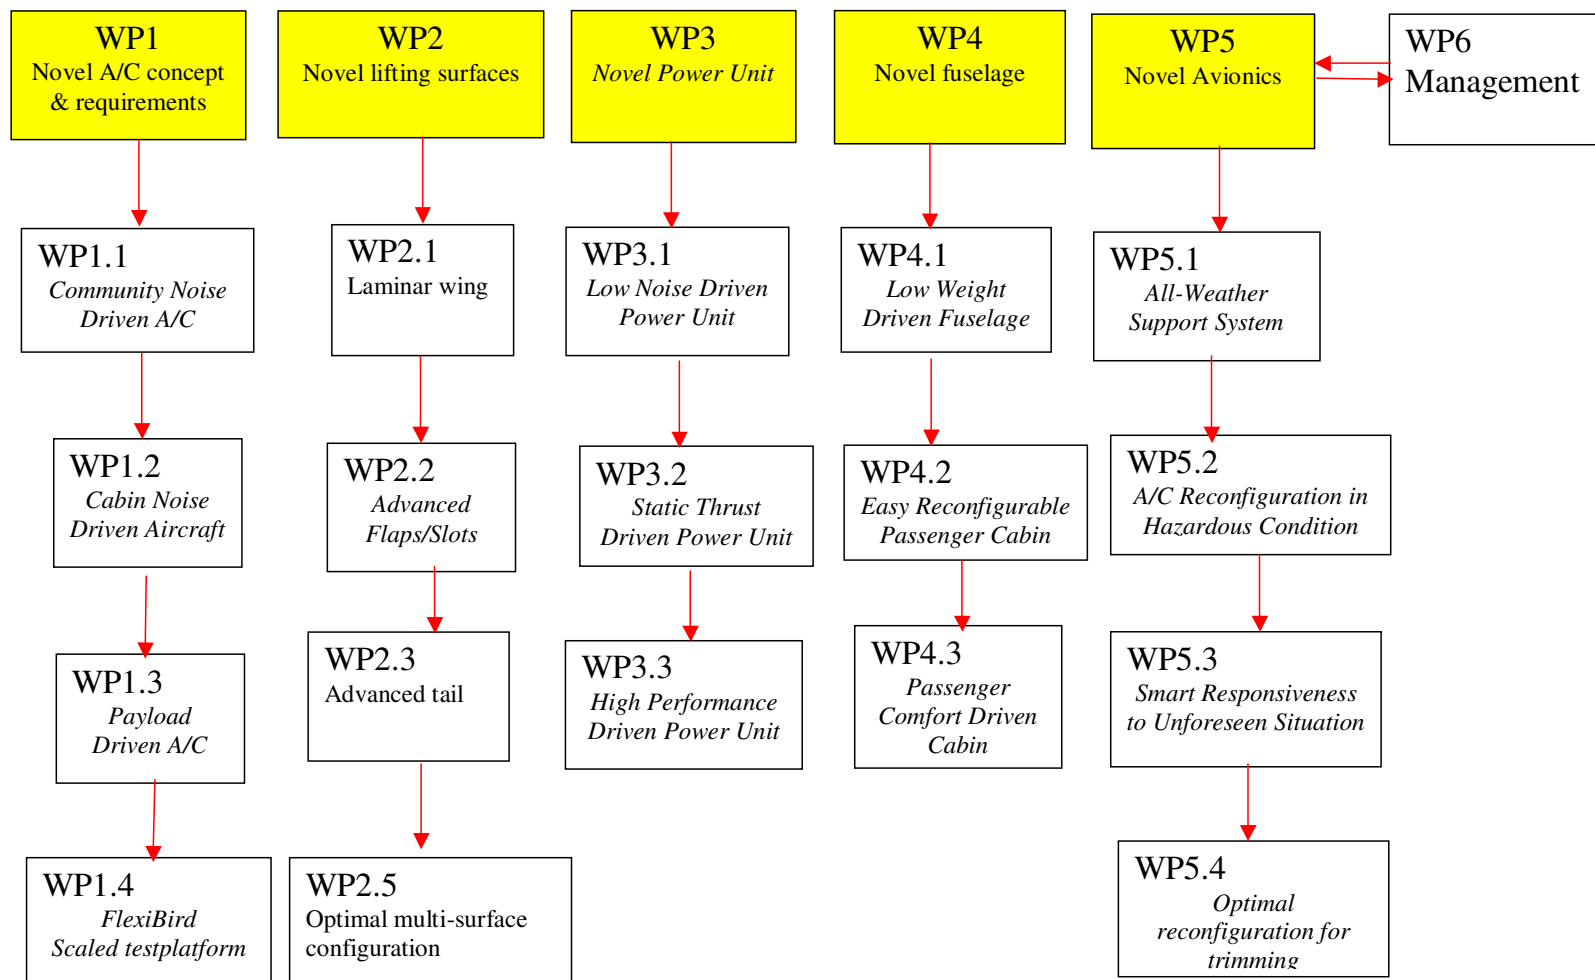 WP1
Novel A/C concept
& requirements
WP2
Novel lifting surfaces
WP3
Novel Power Unit
WP4
Novel fuselage
WP5
Novel Avionics
WP6
Management
WP1.1
Community Noise
Driven A/C
WP2.1
Laminar wing
WP3.1
Low Noise Driven
Power Unit
WP4.1
Low Weight
Driven Fuselage
WP5.1
All-Weather
Support System
WP1.2
Cabin Noise
Driven Aircraft
WP2.2
Advanced
Flaps/Slots
WP3.2
Static Thrust
Driven Power Unit
WP4.2
Easy Reconfigurable
Passenger Cabin
WP5.2
A/C Reconfiguration in
Hazardous Condition
WP1.3
Payload
Driven A/C
WP2.3
Advanced tail
WP3.3
High Performance
Driven Power Unit
WP4.3
Passenger
Comfort Driven
Cabin
WP5.3
Smart Responsiveness
to Unforeseen Situation
WP1.4
FlexiBird
Scaled testplatform
WP2.5
Optimal multi-surface
configuration
WP5.4
Optimal
reconfiguration for
trimming